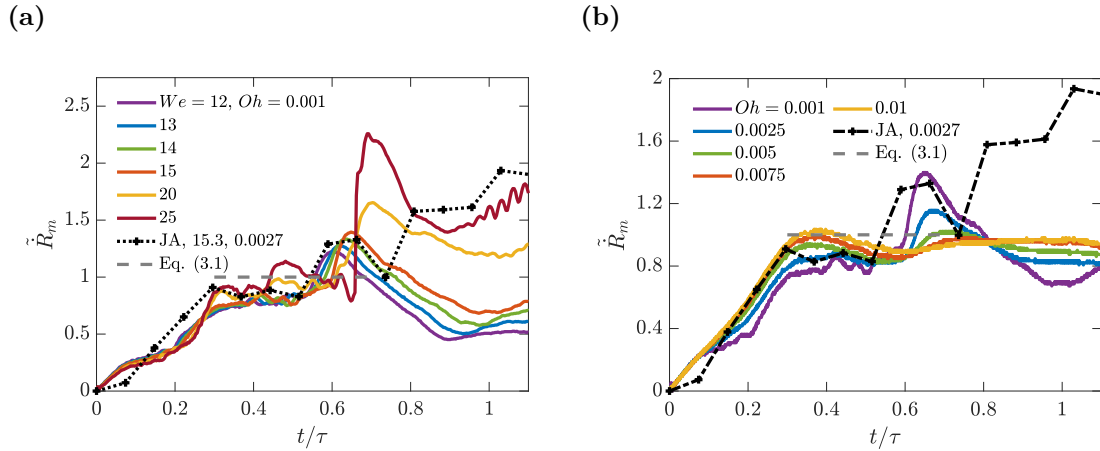 (a)
(b)
2.5
2
1.5
1
0.5
0
We = 12, Oh = 0.001
13
14
15
20
25
JA, 15.3, 0.0027
Eq. (3.1)
R̃m
0 0.2 0.4 0.6 0.8 1
t/τ
2
1.6
1.2
0.8
0.4
0
Oh = 0.001
0.0025
0.005
0.0075
0.01
JA, 0.0027
Eq. (3.1)
R̃m
0 0.2 0.4 0.6 0.8 1
t/τ